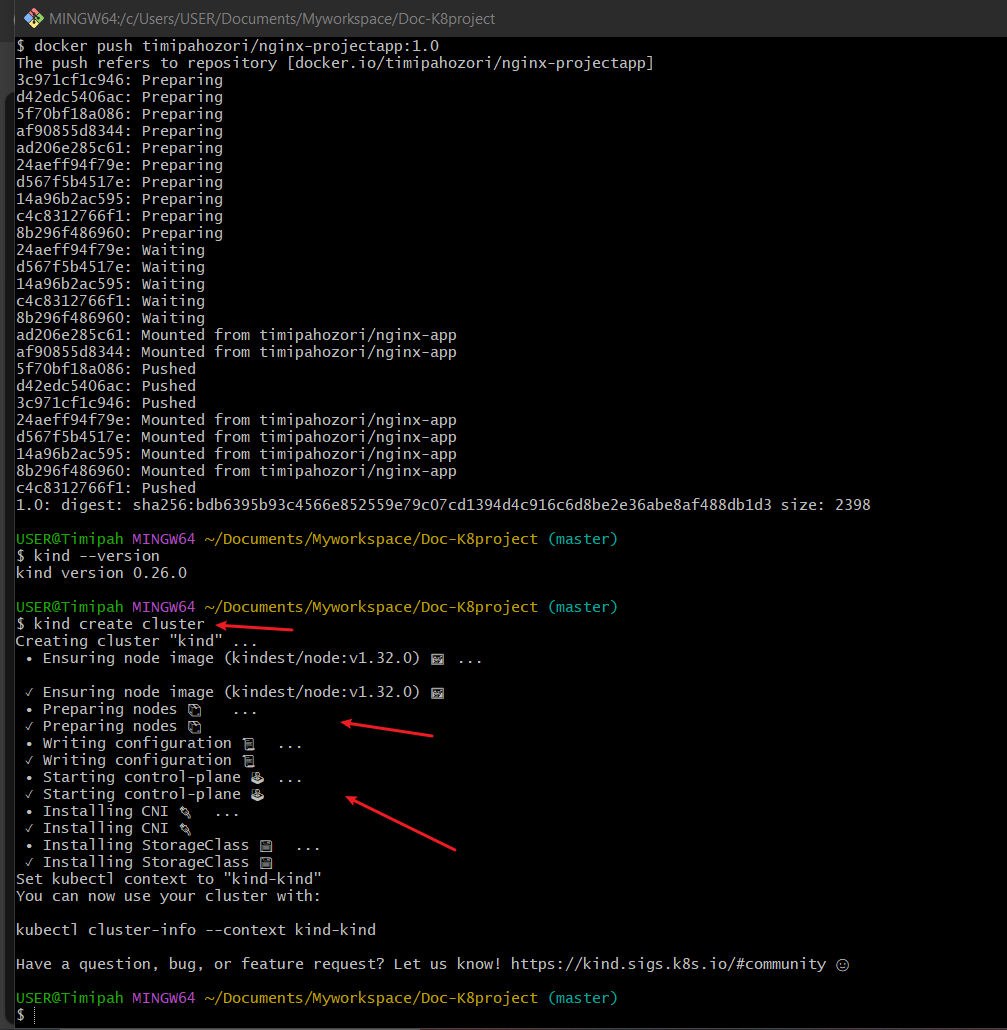 MINGW64:/c/Users/USER/Documents/Myworkspace/Doc-K8project
$ docker push timipahozori/nginx-projectapp:1.0
The push refers to repository [docker.io/timipahozori/nginx-projectapp]
3c971cf1c946: Preparing
d42edc5406ac: Preparing
5f70bf18a086: Preparing
af90855d8344: Preparing
ad206e285c61: Preparing
24aeff94f79e: Preparing
d567f5b4517e: Preparing
14a96b2ac595: Preparing
c4c8312766f1: Preparing
8b296f486960: Preparing
24aeff94f79e: Waiting
d567f5b4517e: Waiting
14a96b2ac595: Waiting
c4c8312766f1: Waiting
8b296f486960: Waiting
ad206e285c61: Mounted from timipahozori/nginx-app
af90855d8344: Mounted from timipahozori/nginx-app
5f70bf18a086: Pushed
d42edc5406ac: Pushed
3c971cf1c946: Pushed
24aeff94f79e: Mounted from timipahozori/nginx-app
d567f5b4517e: Mounted from timipahozori/nginx-app
14a96b2ac595: Mounted from timipahozori/nginx-app
8b296f486960: Mounted from timipahozori/nginx-app
c4c8312766f1: Pushed
1.0: digest: sha256:bdb6395b93c4566e852559e79c07cd1394d4c916c6d8be2e36abe8af488db1d3 size: 2398
USER@Timipah MINGW64 ~/Documents/Myworkspace/Doc-K8project (master)
$ kind --version
kind version 0.26.0
USER@Timipah MINGW64 ~/Documents/Myworkspace/Doc-K8project (master)
$ kind create cluster
Creating cluster "kind" ...
• Ensuring node image (kindest/node:v1.32.0) 🖼 ...
✓ Ensuring node image (kindest/node:v1.32.0) 🖼
• Preparing nodes 📦 ...
✓ Preparing nodes 📦
• Writing configuration 📜 ...
✓ Writing configuration 📜
• Starting control-plane 🕹 ...
✓ Starting control-plane 🕹
• Installing CNI 🔌 ...
✓ Installing CNI 🔌
• Installing StorageClass 💾 ...
✓ Installing StorageClass 💾
Set kubectl context to "kind-kind"
You can now use your cluster with:
kubectl cluster-info --context kind-kind
Have a question, bug, or feature request? Let us know! https://kind.sigs.k8s.io/#community 🙂
USER@Timipah MINGW64 ~/Documents/Myworkspace/Doc-K8project (master)
$